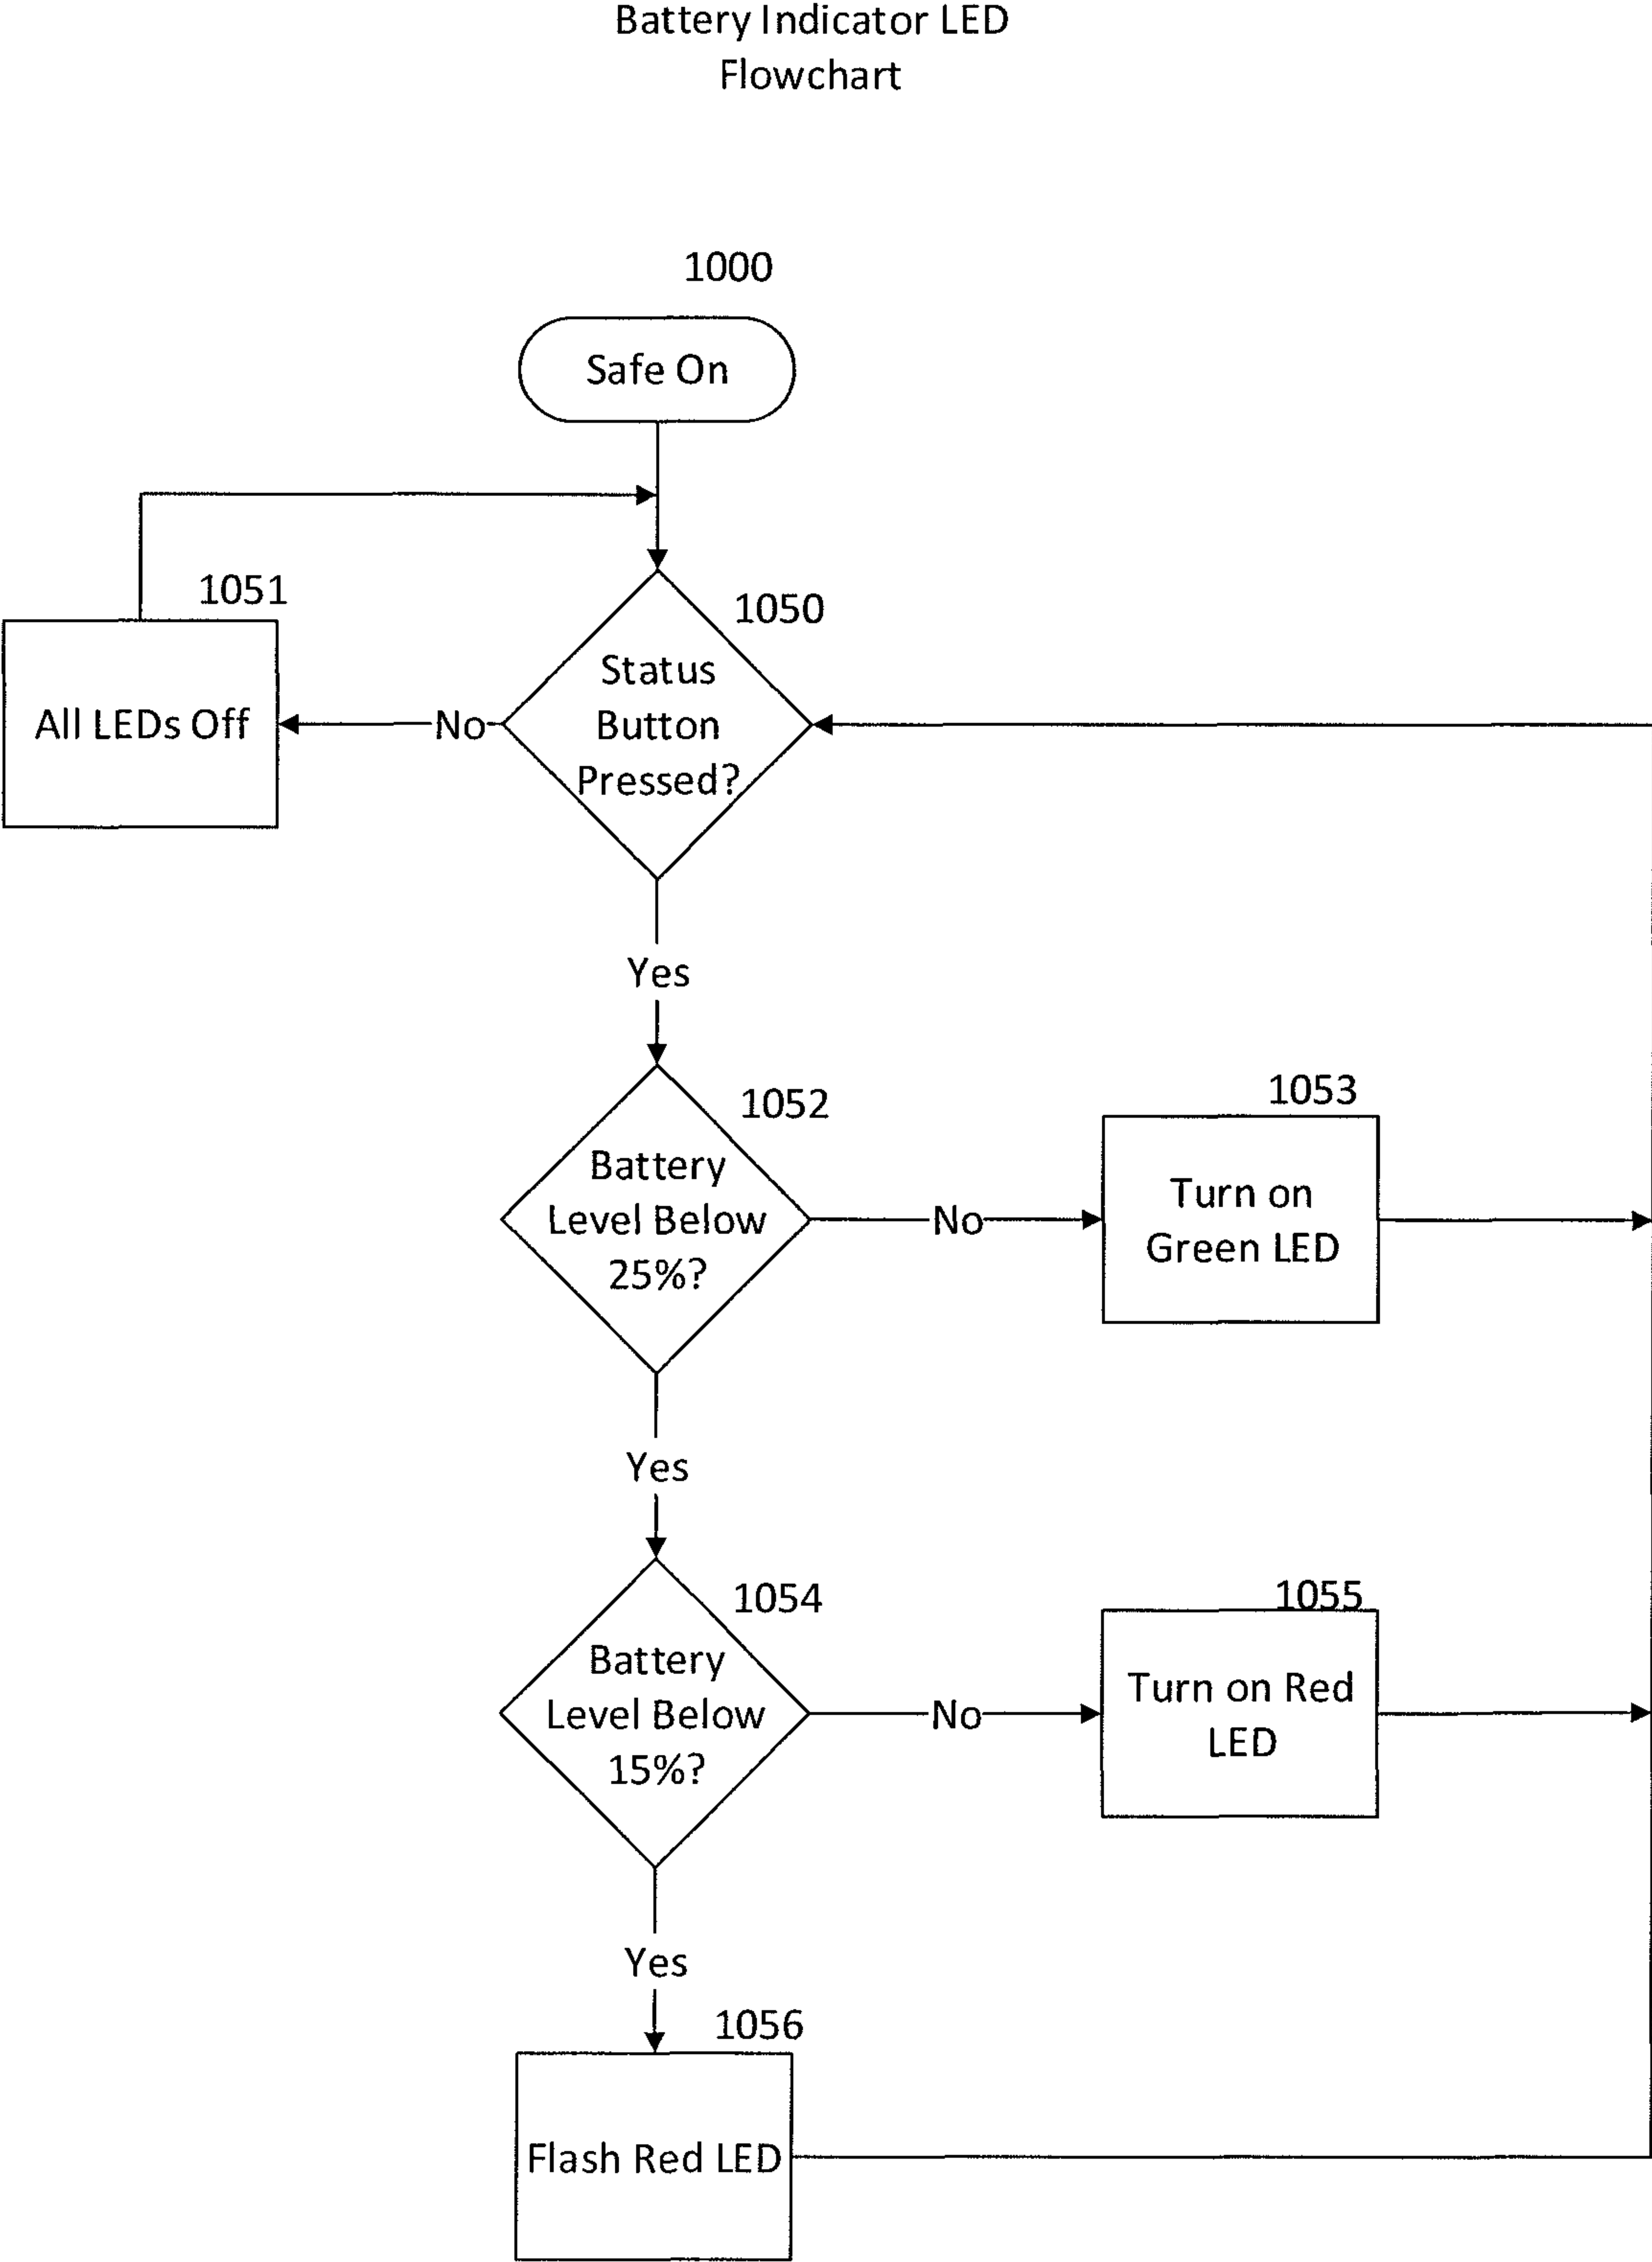 Battery Indicator LED
Flowchart
1000
Safe On
1051
All LEDs Off
No
1050
Status
Button
Pressed?
Yes
1052
Battery
Level Below
25%?
No
1053
Turn on
Green LED
Yes
1054
Battery
Level Below
15%?
No
1055
Turn on Red
LED
Yes
1056
Flash Red LED